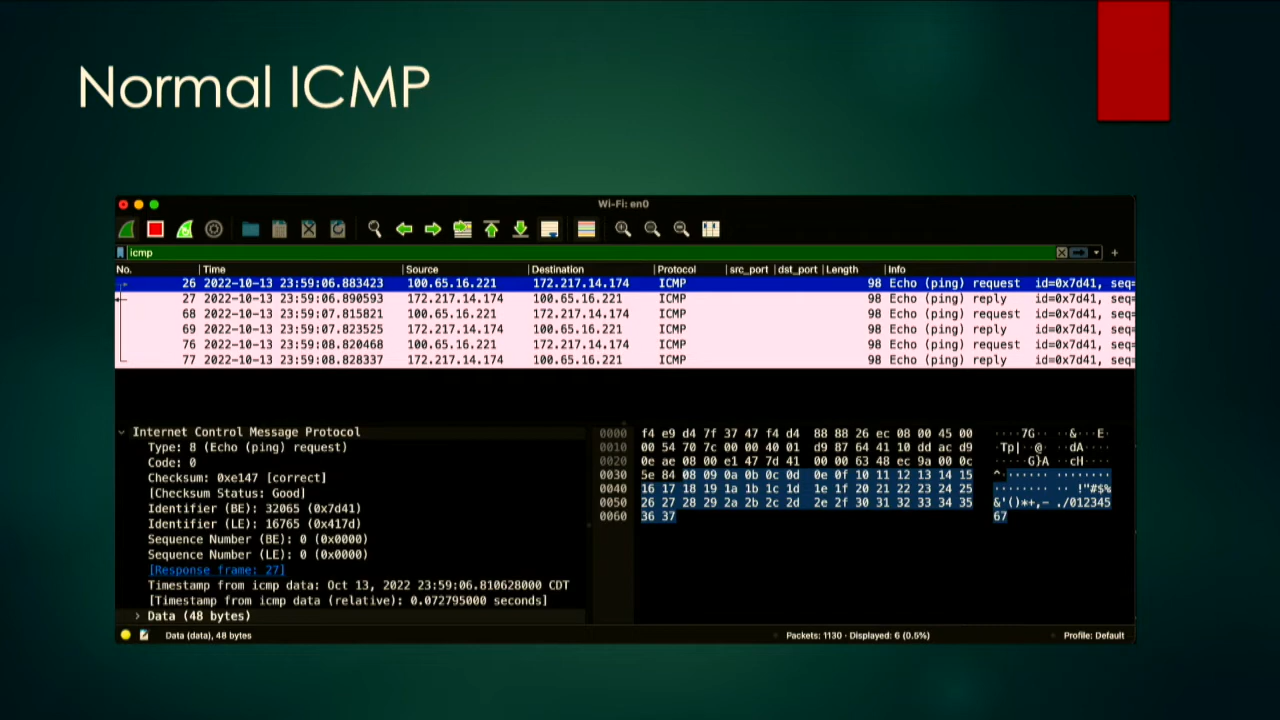 Normal ICMP
Wi-Fi: en0
icmp
No. Time Source Destination Protocol src_port dst_port Length Info
26 2022-10-13 23:59:06.883423 100.65.16.221 172.217.14.174 ICMP 98 Echo (ping) request id=0x7d41, seq=
27 2022-10-13 23:59:06.890593 172.217.14.174 100.65.16.221 ICMP 98 Echo (ping) reply id=0x7d41, seq=
68 2022-10-13 23:59:07.815821 100.65.16.221 172.217.14.174 ICMP 98 Echo (ping) request id=0x7d41, seq=
69 2022-10-13 23:59:07.823525 172.217.14.174 100.65.16.221 ICMP 98 Echo (ping) reply id=0x7d41, seq=
76 2022-10-13 23:59:08.820468 100.65.16.221 172.217.14.174 ICMP 98 Echo (ping) request id=0x7d41, seq=
77 2022-10-13 23:59:08.828337 172.217.14.174 100.65.16.221 ICMP 98 Echo (ping) reply id=0x7d41, seq=
Internet Control Message Protocol
Type: 8 (Echo (ping) request)
Code: 0
Checksum: 0xe147 [correct]
[Checksum Status: Good]
Identifier (BE): 32065 (0x7d41)
Identifier (LE): 16765 (0x417d)
Sequence Number (BE): 0 (0x0000)
Sequence Number (LE): 0 (0x0000)
[Response frame: 27]
Timestamp from icmp data: Oct 13, 2022 23:59:06.810628000 CDT
[Timestamp from icmp data (relative): 0.072795000 seconds]
Data (48 bytes)
0000 f4 e9 d4 7f 37 47 f4 d4 88 88 26 ec 08 00 45 00 ····7G·· ··&···E·
0010 00 54 70 7c 00 00 40 01 d9 87 64 41 10 dd ac d9 ·Tp|··@· ··dA····
0020 0e ae 08 00 e1 47 7d 41 00 00 63 48 ec 9a 00 0c ·····G}A ··cH····
0030 5e 84 08 09 0a 0b 0c 0d 0e 0f 10 11 12 13 14 15 ^······· ········
0040 16 17 18 19 1a 1b 1c 1d 1e 1f 20 21 22 23 24 25 ········ ·· !"#$%
0050 26 27 28 29 2a 2b 2c 2d 2e 2f 30 31 32 33 34 35 &'()*+,- ./012345
0060 36 37 67
Data (data), 48 bytes
Packets: 1130 · Displayed: 6 (0.5%)
Profile: Default